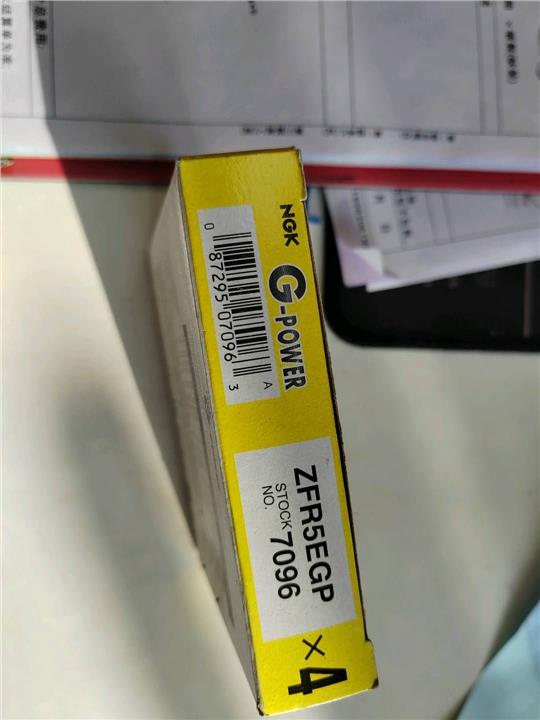 NGK
G-POWER
0 87295 07096 3
A
ZFR5EGP
STOCK NO. 7096
×4